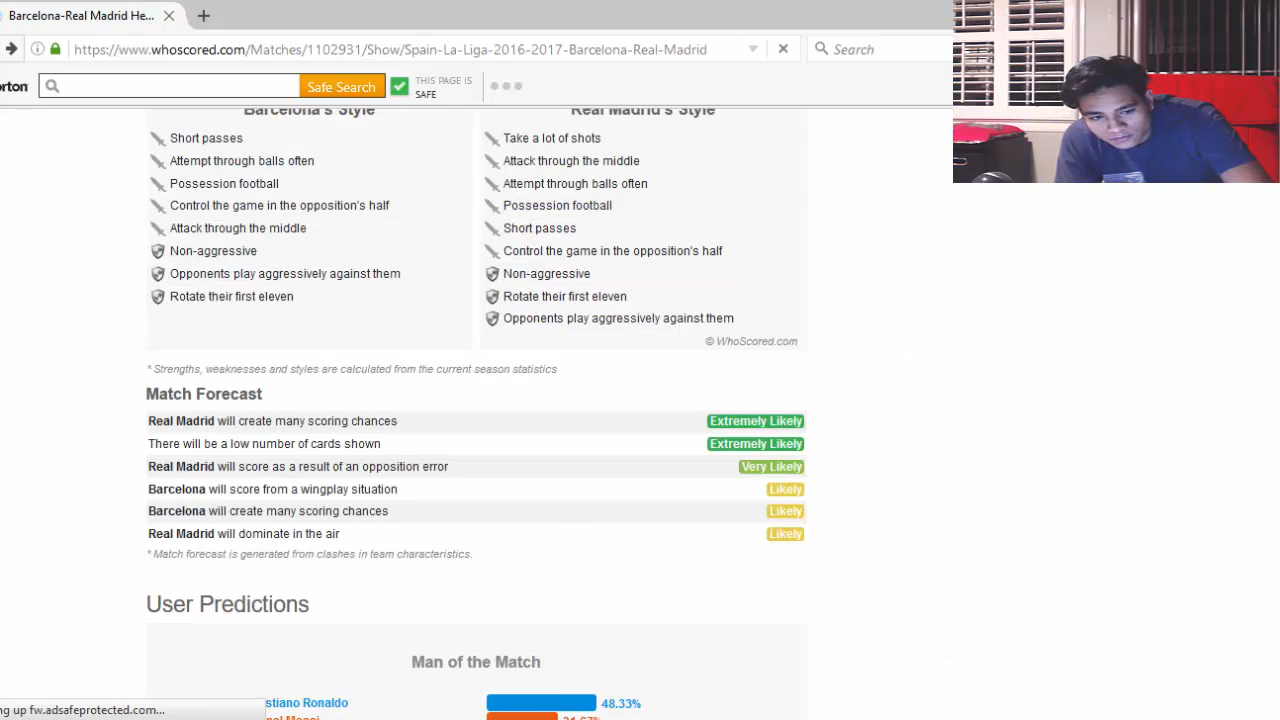 Barcelona-Real Madrid He...
https://www.whoscored.com/Matches/1102931/Show/Spain-La-Liga-2016-2017-Barcelona-Real-Madrid
Search
orton
Safe Search
THIS PAGE IS
SAFE
Barcelona's Style
Real Madrid's Style
Short passes
Attempt through balls often
Possession football
Control the game in the opposition's half
Attack through the middle
Non-aggressive
Opponents play aggressively against them
Rotate their first eleven
Take a lot of shots
Attack through the middle
Attempt through balls often
Possession football
Short passes
Control the game in the opposition's half
Non-aggressive
Rotate their first eleven
Opponents play aggressively against them
© WhoScored.com
* Strengths, weaknesses and styles are calculated from the current season statistics
Match Forecast
Real Madrid will create many scoring chances Extremely Likely
There will be a low number of cards shown Extremely Likely
Real Madrid will score as a result of an opposition error Very Likely
Barcelona will score from a wingplay situation Likely
Barcelona will create many scoring chances Likely
Real Madrid will dominate in the air Likely
* Match forecast is generated from clashes in team characteristics.
User Predictions
Man of the Match
stiano Ronaldo 48.33%
nel Messi 31.67%
ng up fw.adsafeprotected.com...